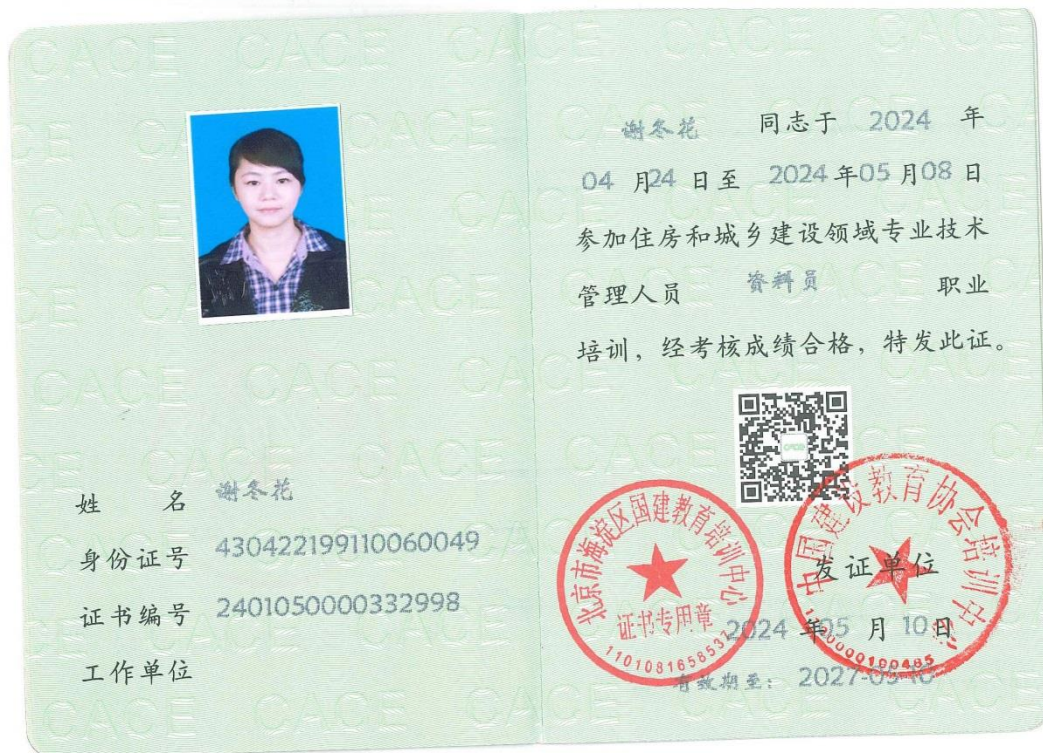 谢冬花 同志于 2024 年
04 月24 日至 2024 年05 月08 日
参加住房和城乡建设领域专业技术
管理人员 资料员 职业
培训，经考核成绩合格，特发此证。
姓 名 谢冬花
身份证号 430422199110060049
证书编号 2401050000332998
工作单位
北京市海淀区国建教育培训中心
证书专用章
1101081658537
中国建设教育协会培训中心
发证单位
2024 年05 月 10日
有效期至： 2027-05-10
CACE